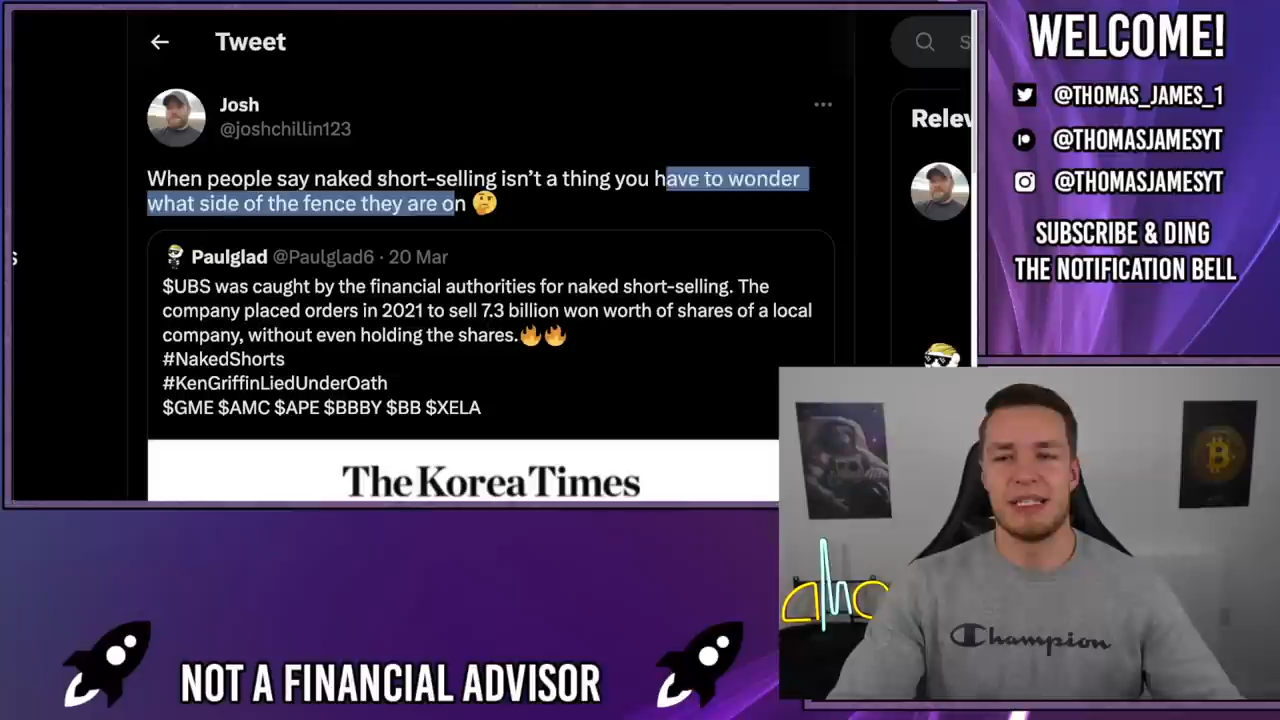 Tweet
Josh
@joshchillin123
When people say naked short-selling isn't a thing you have to wonder
what side of the fence they are on 🤔
Paulglad @Paulglad6 · 20 Mar
$UBS was caught by the financial authorities for naked short-selling. The
company placed orders in 2021 to sell 7.3 billion won worth of shares of a local
company, without even holding the shares.🔥🔥
#NakedShorts
#KenGriffinLiedUnderOath
$GME $AMC $APE $BBBY $BB $XELA
The Korea Times
s
S
Relev
WELCOME!
@THOMAS_JAMES_1
@THOMASJAMESYT
@THOMASJAMESYT
SUBSCRIBE & DING
THE NOTIFICATION BELL
Champion
NOT A FINANCIAL ADVISOR